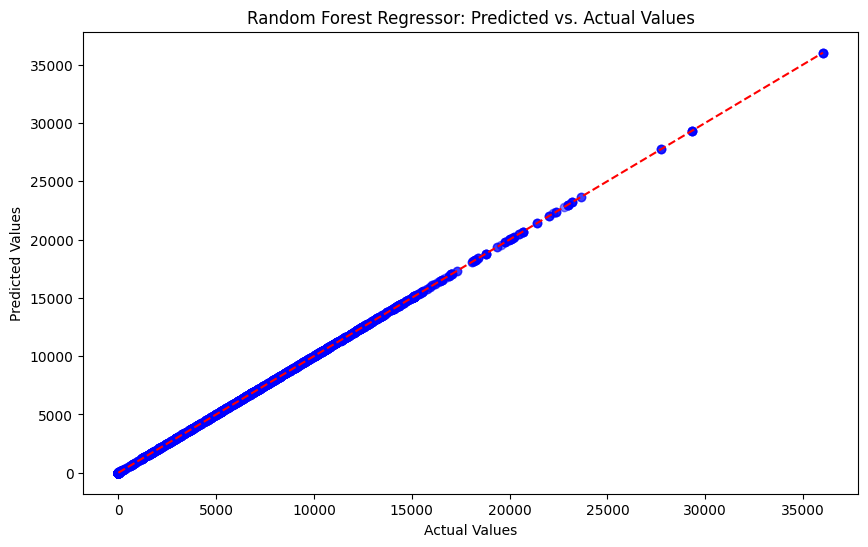 Random Forest Regressor: Predicted vs. Actual Values
35000
30000
25000
20000
15000
10000
5000
0
Predicted Values
0 5000 10000 15000 20000 25000 30000 35000
Actual Values